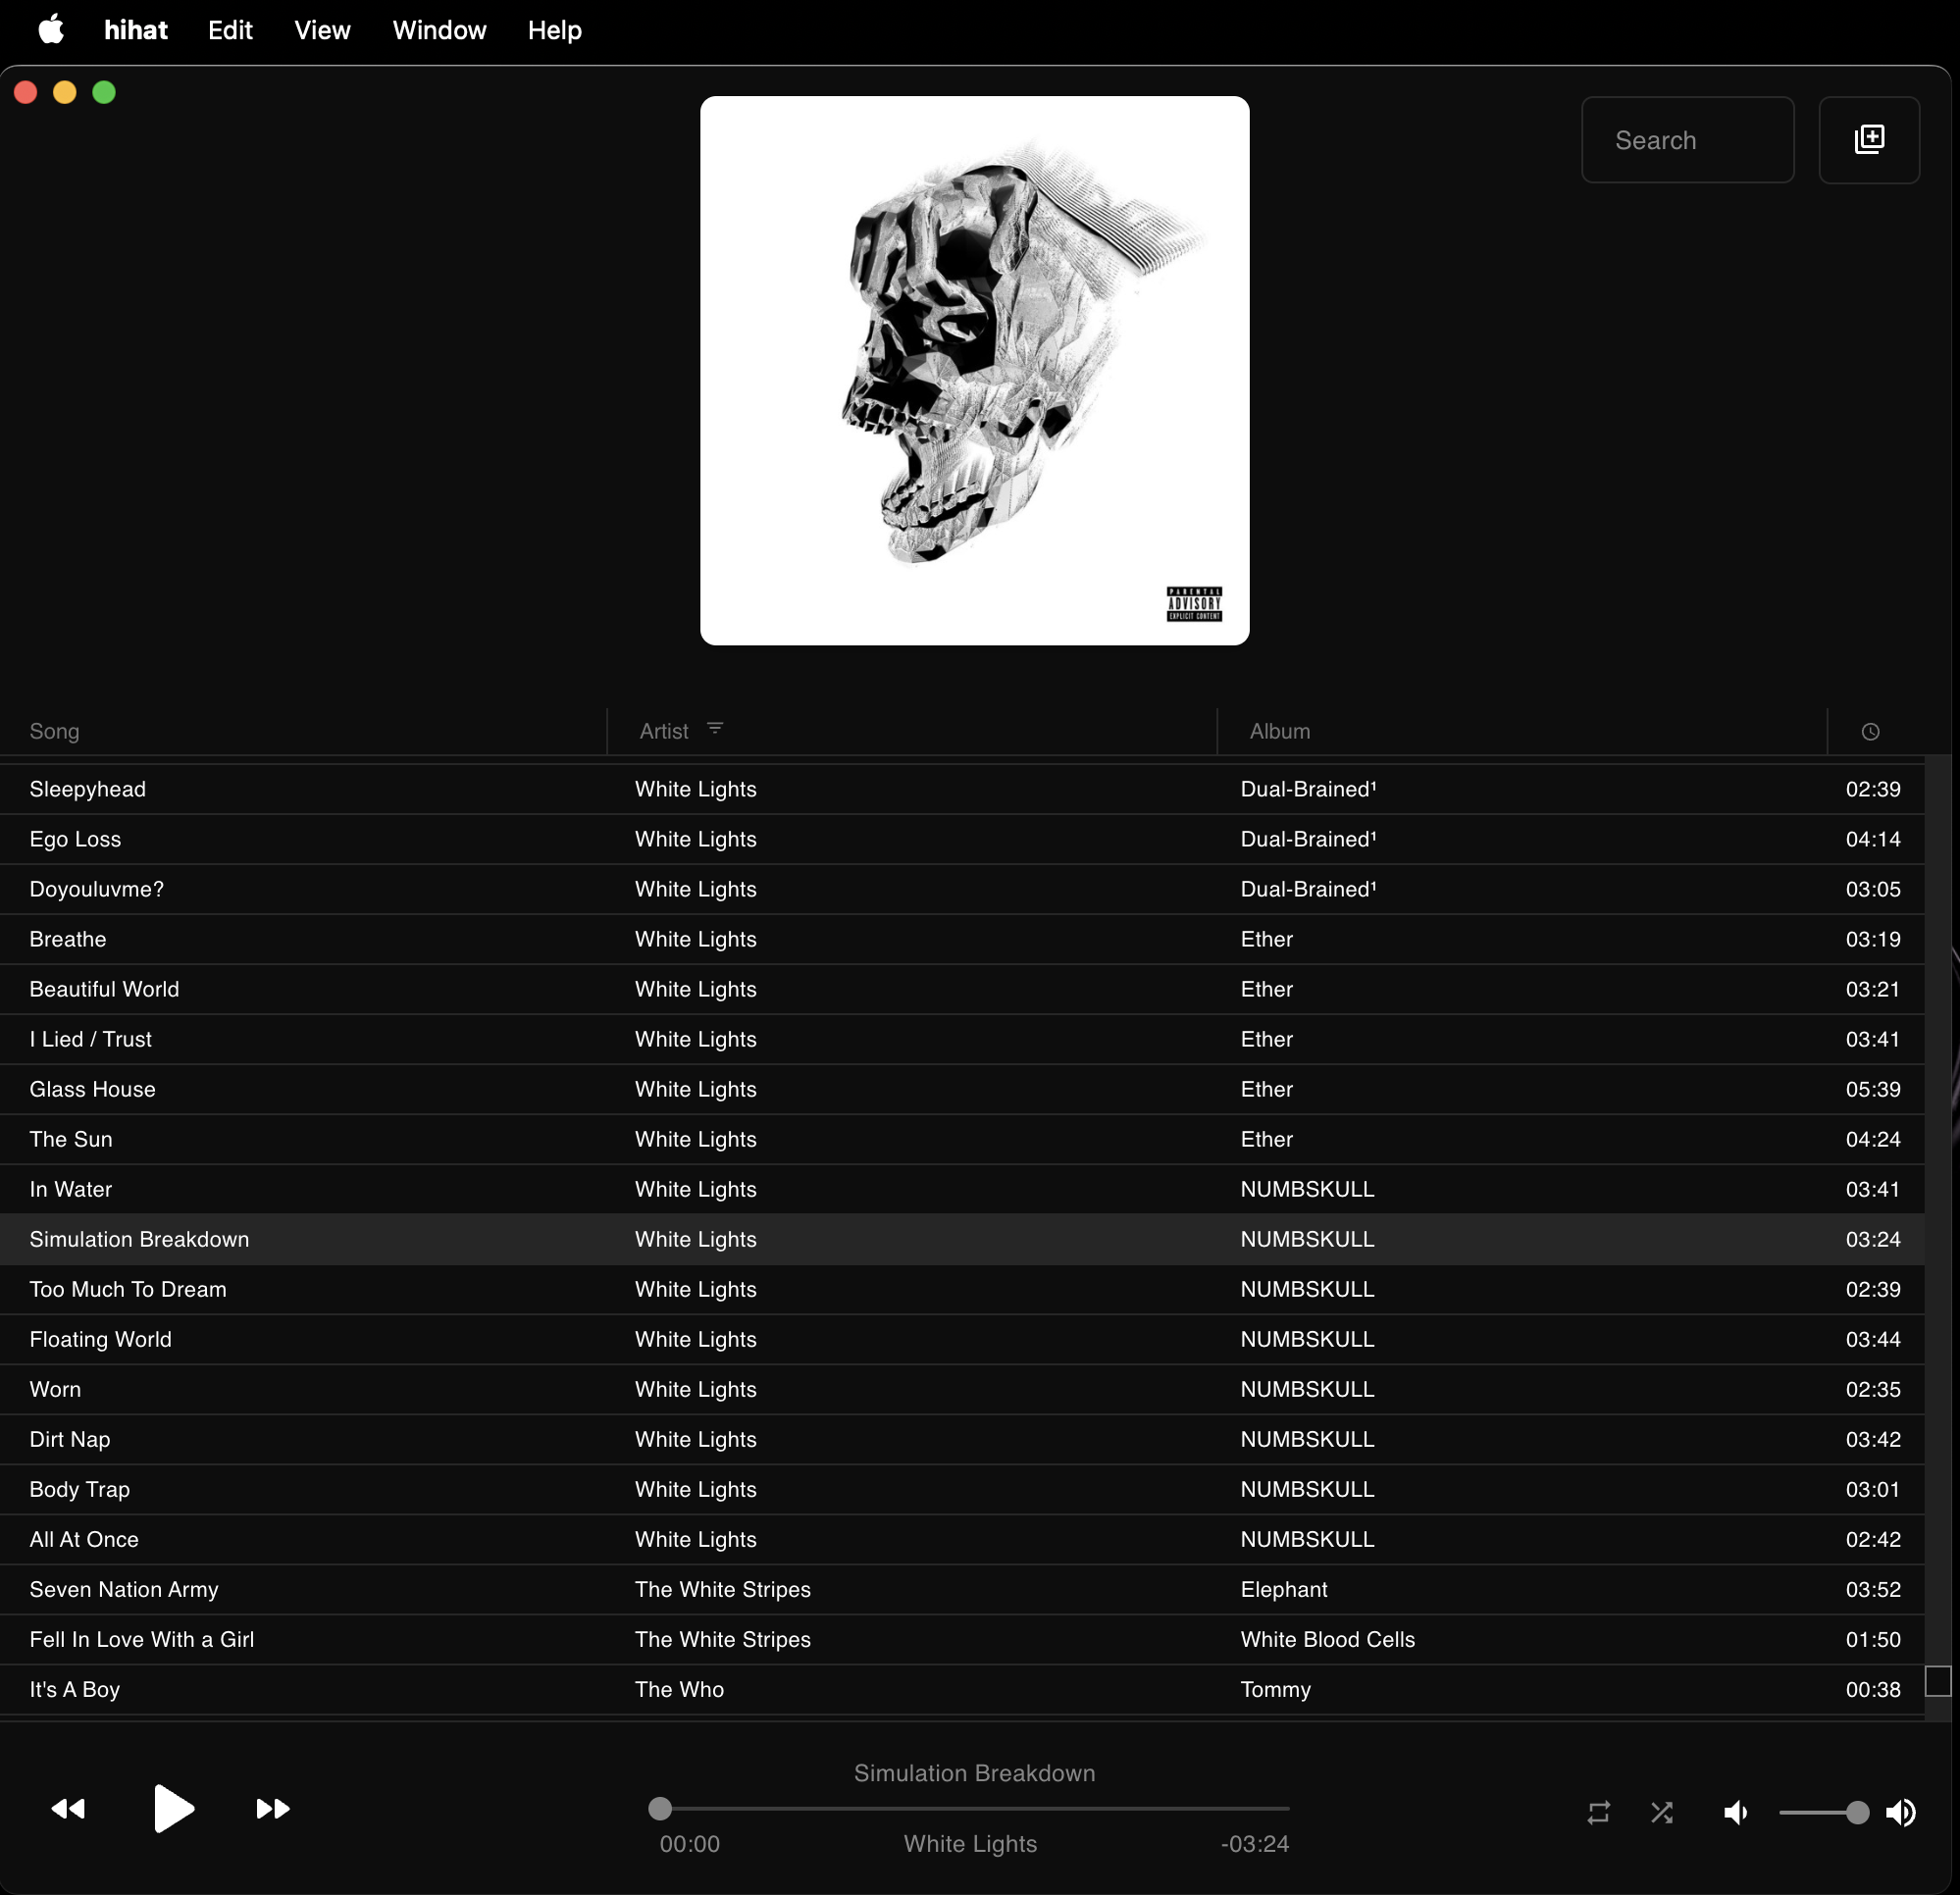 hihat Edit View Window Help
Search
PARENTAL
ADVISORY
EXPLICIT CONTENT
Song Artist Album
Sleepyhead White Lights Dual-Brained¹ 02:39
Ego Loss White Lights Dual-Brained¹ 04:14
Doyouluvme? White Lights Dual-Brained¹ 03:05
Breathe White Lights Ether 03:19
Beautiful World White Lights Ether 03:21
I Lied / Trust White Lights Ether 03:41
Glass House White Lights Ether 05:39
The Sun White Lights Ether 04:24
In Water White Lights NUMBSKULL 03:41
Simulation Breakdown White Lights NUMBSKULL 03:24
Too Much To Dream White Lights NUMBSKULL 02:39
Floating World White Lights NUMBSKULL 03:44
Worn White Lights NUMBSKULL 02:35
Dirt Nap White Lights NUMBSKULL 03:42
Body Trap White Lights NUMBSKULL 03:01
All At Once White Lights NUMBSKULL 02:42
Seven Nation Army The White Stripes Elephant 03:52
Fell In Love With a Girl The White Stripes White Blood Cells 01:50
It's A Boy The Who Tommy 00:38
Simulation Breakdown
00:00 White Lights -03:24